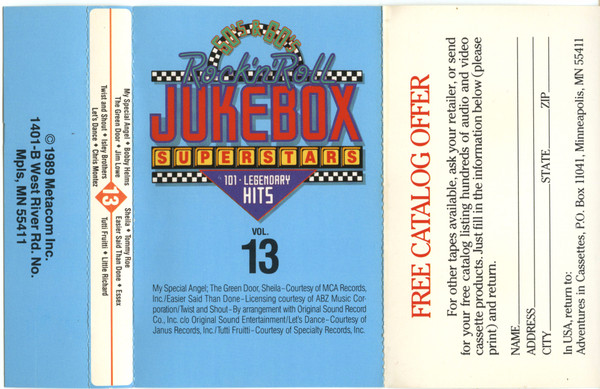 © 1989 Metacom Inc.
1401-B West River Rd. No.
Mpls, MN 55411
My Special Angel • Bobby Helms
The Green Door • Jim Lowe
Twist and Shout • Isley Brothers
Let's Dance • Chris Montez
13
Sheila • Tommy Roe
Easier Said Than Done • Essex
Tutti Fruitti • Little Richard
50's & 60's
Rock 'n' Roll
JUKEBOX
SUPERSTARS
101 - LEGENDARY
HITS
VOL.
13
My Special Angel; The Green Door, Sheila - Courtesy of MCA Records,
Inc./Easier Said Than Done - Licensing courtesy of ABZ Music Cor-
poration/Twist and Shout - By arrangement with Original Sound Record
Co., Inc. c/o Original Sound Entertainment/Let's Dance - Courtesy of
Janus Records, Inc./Tutti Fruitti - Courtesy of Specialty Records, Inc.
FREE CATALOG OFFER
For other tapes available, ask your retailer, or send
for your free catalog listing hundreds of audio and video
cassette products. Just fill in the information below (please
print) and return.
NAME
ADDRESS
CITY STATE ZIP
In USA, return to:
Adventures in Cassettes, P.O. Box 11041, Minneapolis, MN 55411